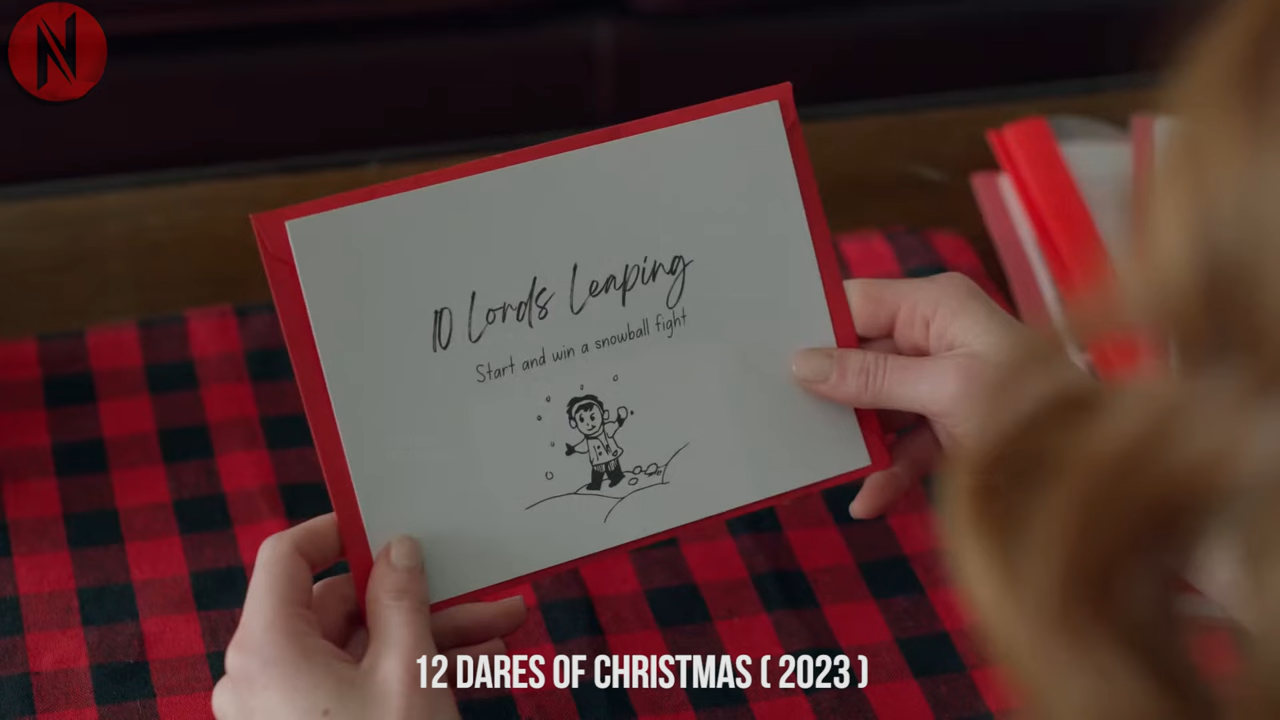 N
10 Lords Leaping
Start and win a snowball fight
12 DARES OF CHRISTMAS ( 2023 )